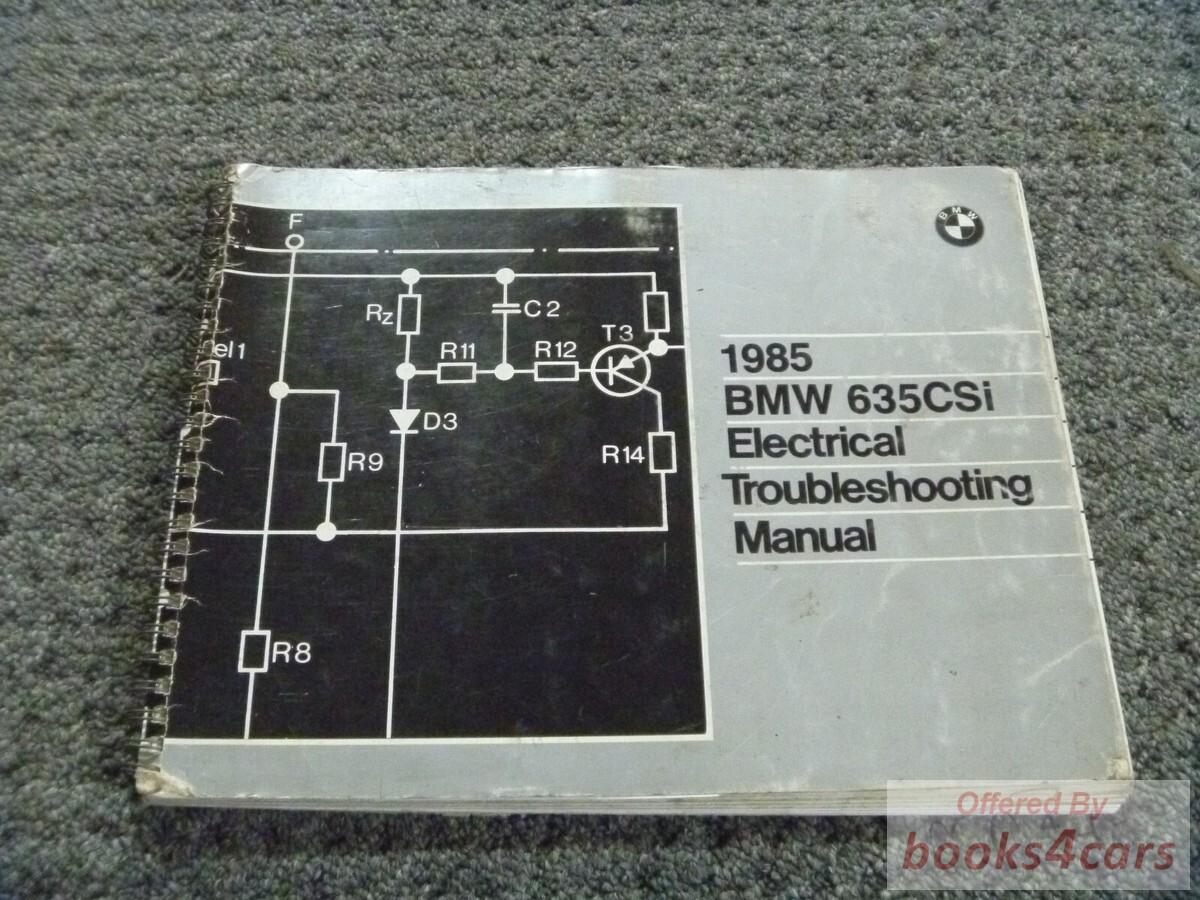 F
BMW
Rz
C2
T3
el1
R11
R12
1985
BMW 635CSi
D3
Electrical
R9
R14
Troubleshooting
Manual
R8
Offered By
books4cars